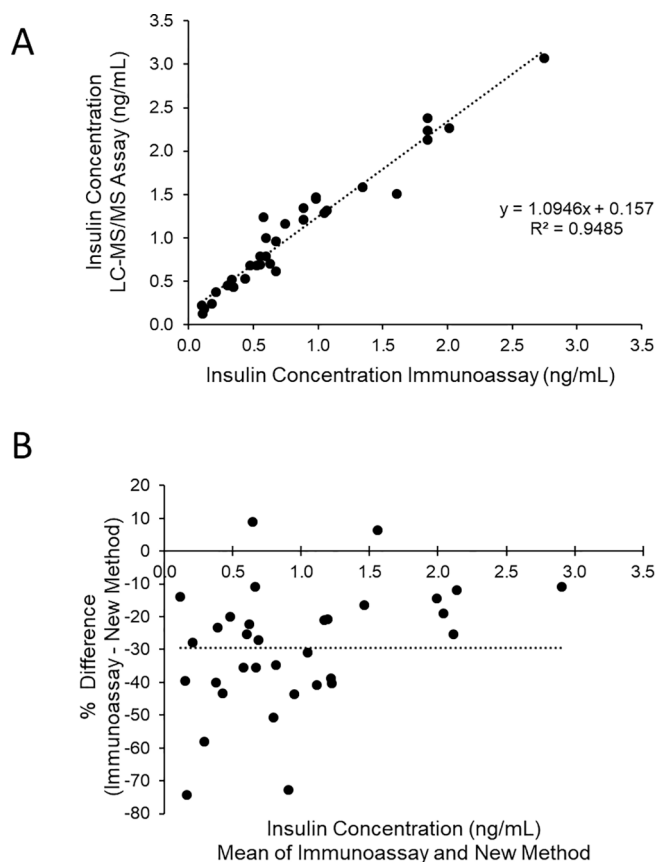 A
3.5
3.0
2.5
2.0
1.5
1.0
0.5
0.0
Insulin Concentration
LC-MS/MS Assay (ng/mL)
y = 1.0946x + 0.157
R² = 0.9485
0.0 0.5 1.0 1.5 2.0 2.5 3.0 3.5
Insulin Concentration Immunoassay (ng/mL)
B
20
10
0
-10
-20
-30
-40
-50
-60
-70
-80
% Difference
(Immunoassay - New Method)
0.0 0.5 1.0 1.5 2.0 2.5 3.0 3.5
Insulin Concentration (ng/mL)
Mean of Immunoassay and New Method